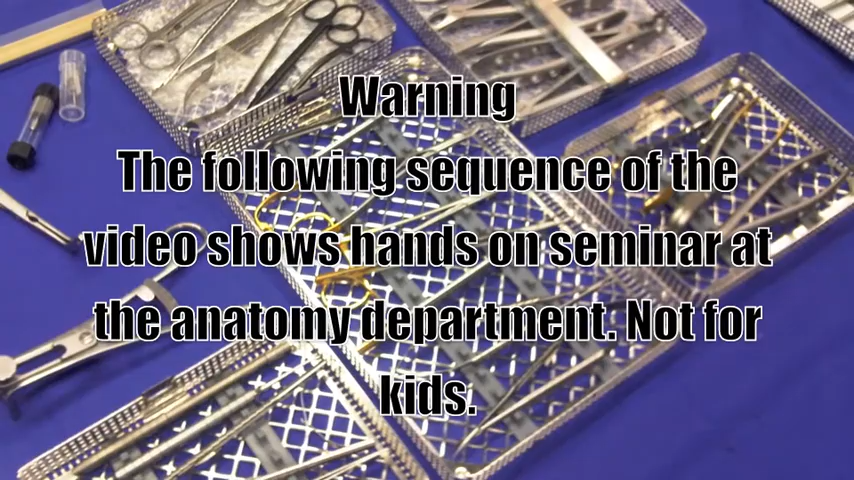 Warning
The following sequence of the
video shows hands on seminar at
the anatomy department. Not for
kids.